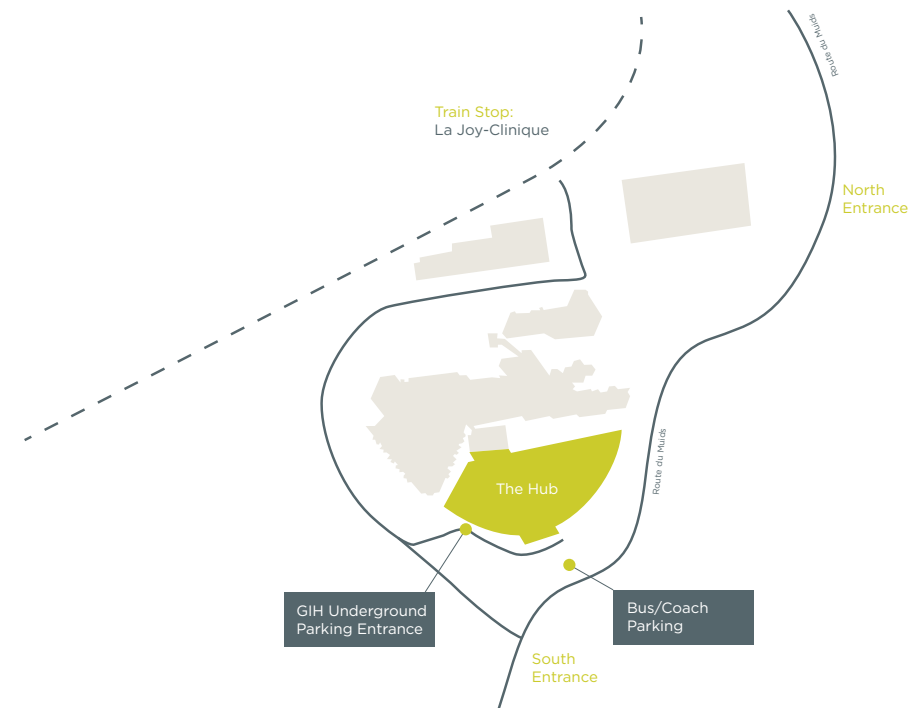 Route du Muids
Train Stop:
La Joy-Clinique
North
Entrance
Route du Muids
The Hub
GIH Underground
Parking Entrance
Bus/Coach
Parking
South
Entrance